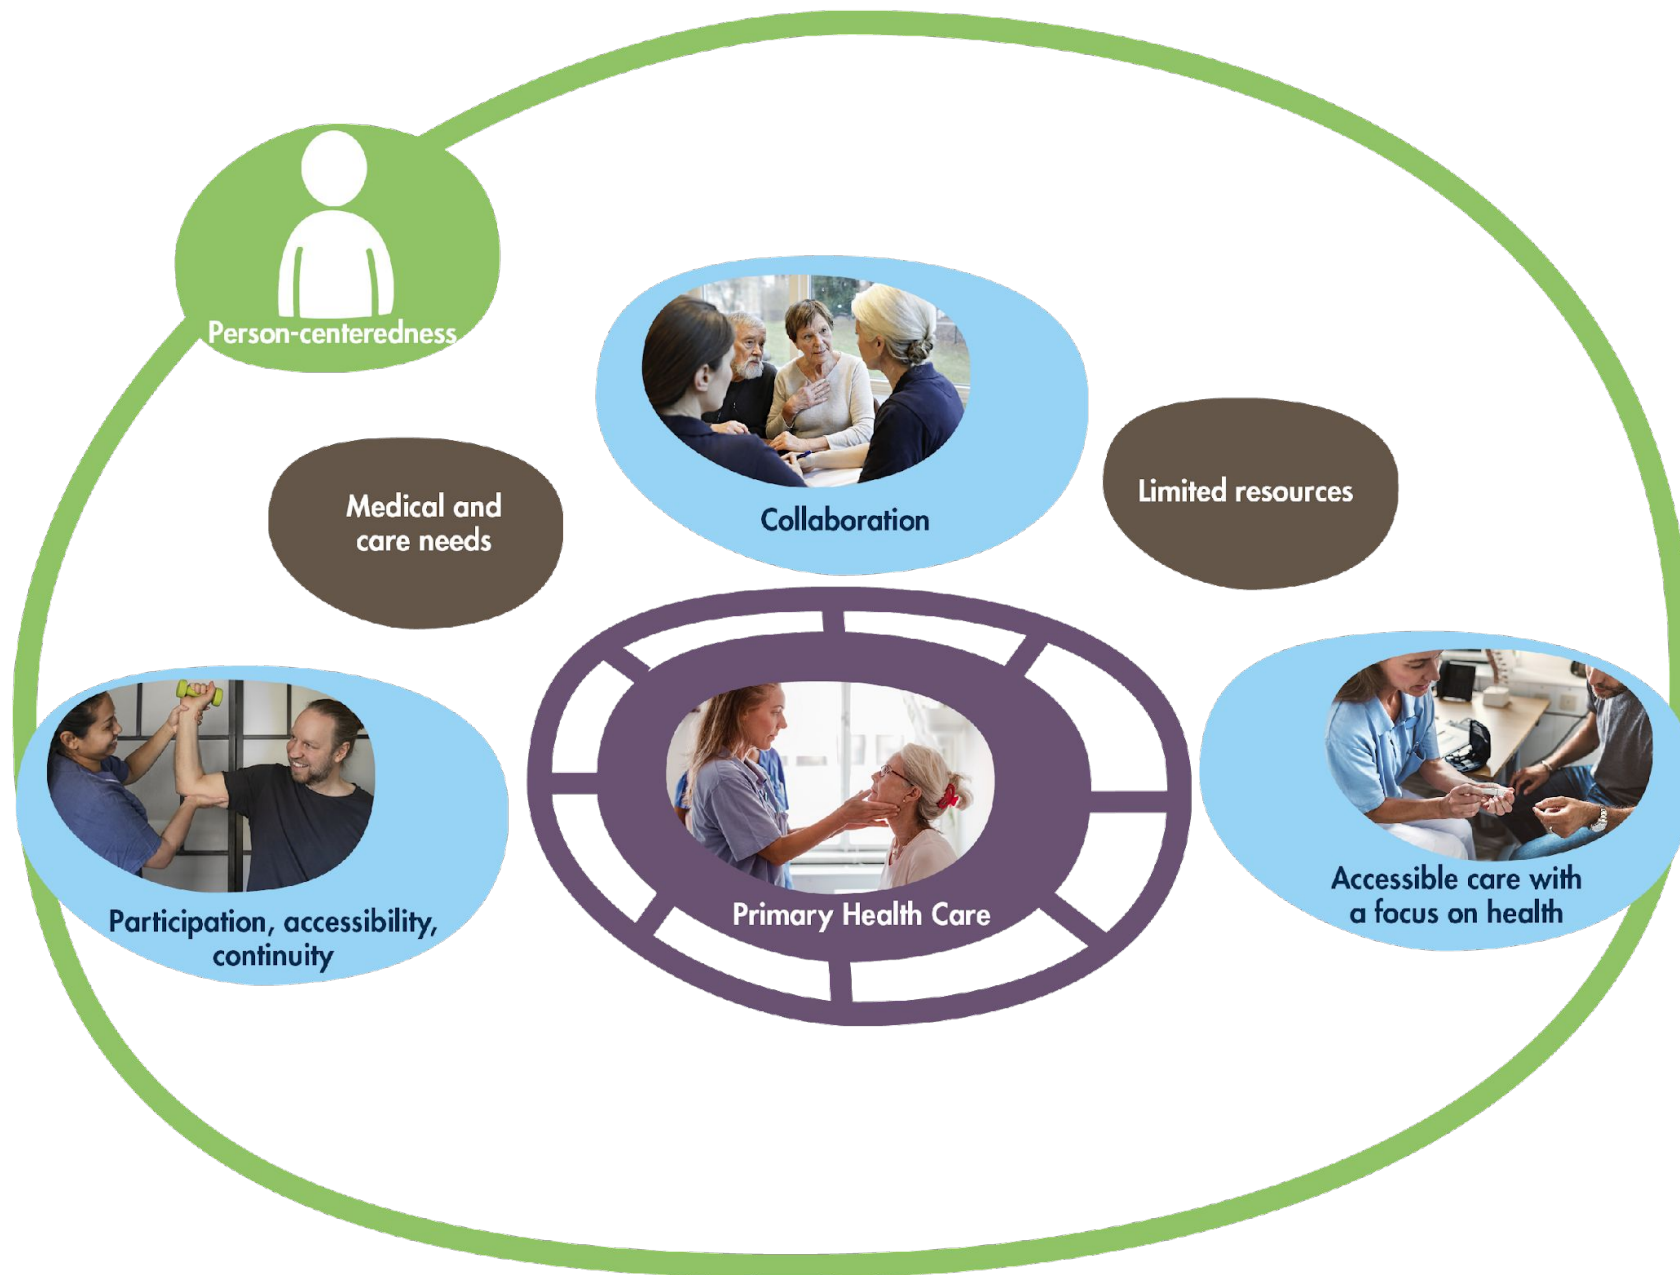 Person-centeredness
Medical and
care needs
Collaboration
Limited resources
Participation, accessibility,
continuity
Primary Health Care
Accessible care with
a focus on health